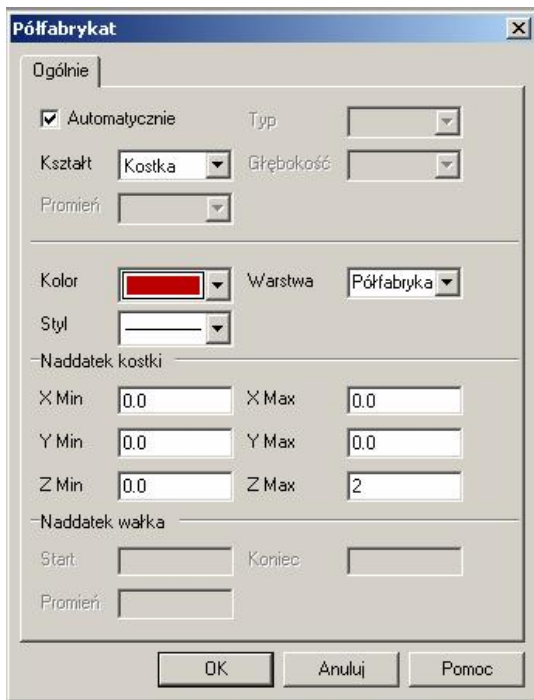 Półfabrykat
Ogólnie
Automatycznie Typ
Kształt Kostka Głębokość
Promień
Kolor Warstwa Półfabryka
Styl
Naddatek kostki
X Min 0.0 X Max 0.0
Y Min 0.0 Y Max 0.0
Z Min 0.0 Z Max 2
Naddatek wałka
Start Koniec
Promień
OK Anuluj Pomoc